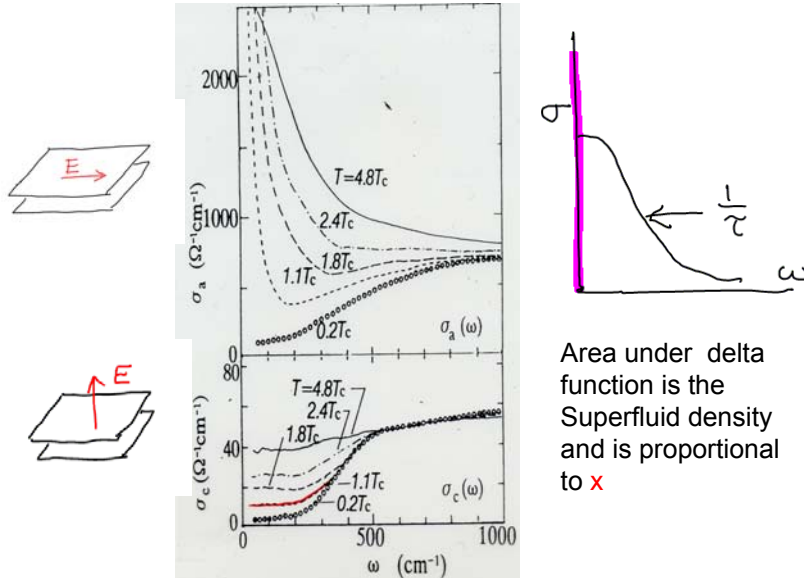 E
E
2000
1000
0
σa (Ω⁻¹cm⁻¹)
T=4.8Tc
2.4Tc
1.8Tc
1.1Tc
0.2Tc
σa(ω)
80
40
0
σc (Ω⁻¹cm⁻¹)
T=4.8Tc
2.4Tc
1.8Tc
1.1Tc
0.2Tc
σc(ω)
0
500
1000
ω (cm⁻¹)
σ
1/τ
ω
Area under delta
function is the
Superfluid density
and is proportional
to x